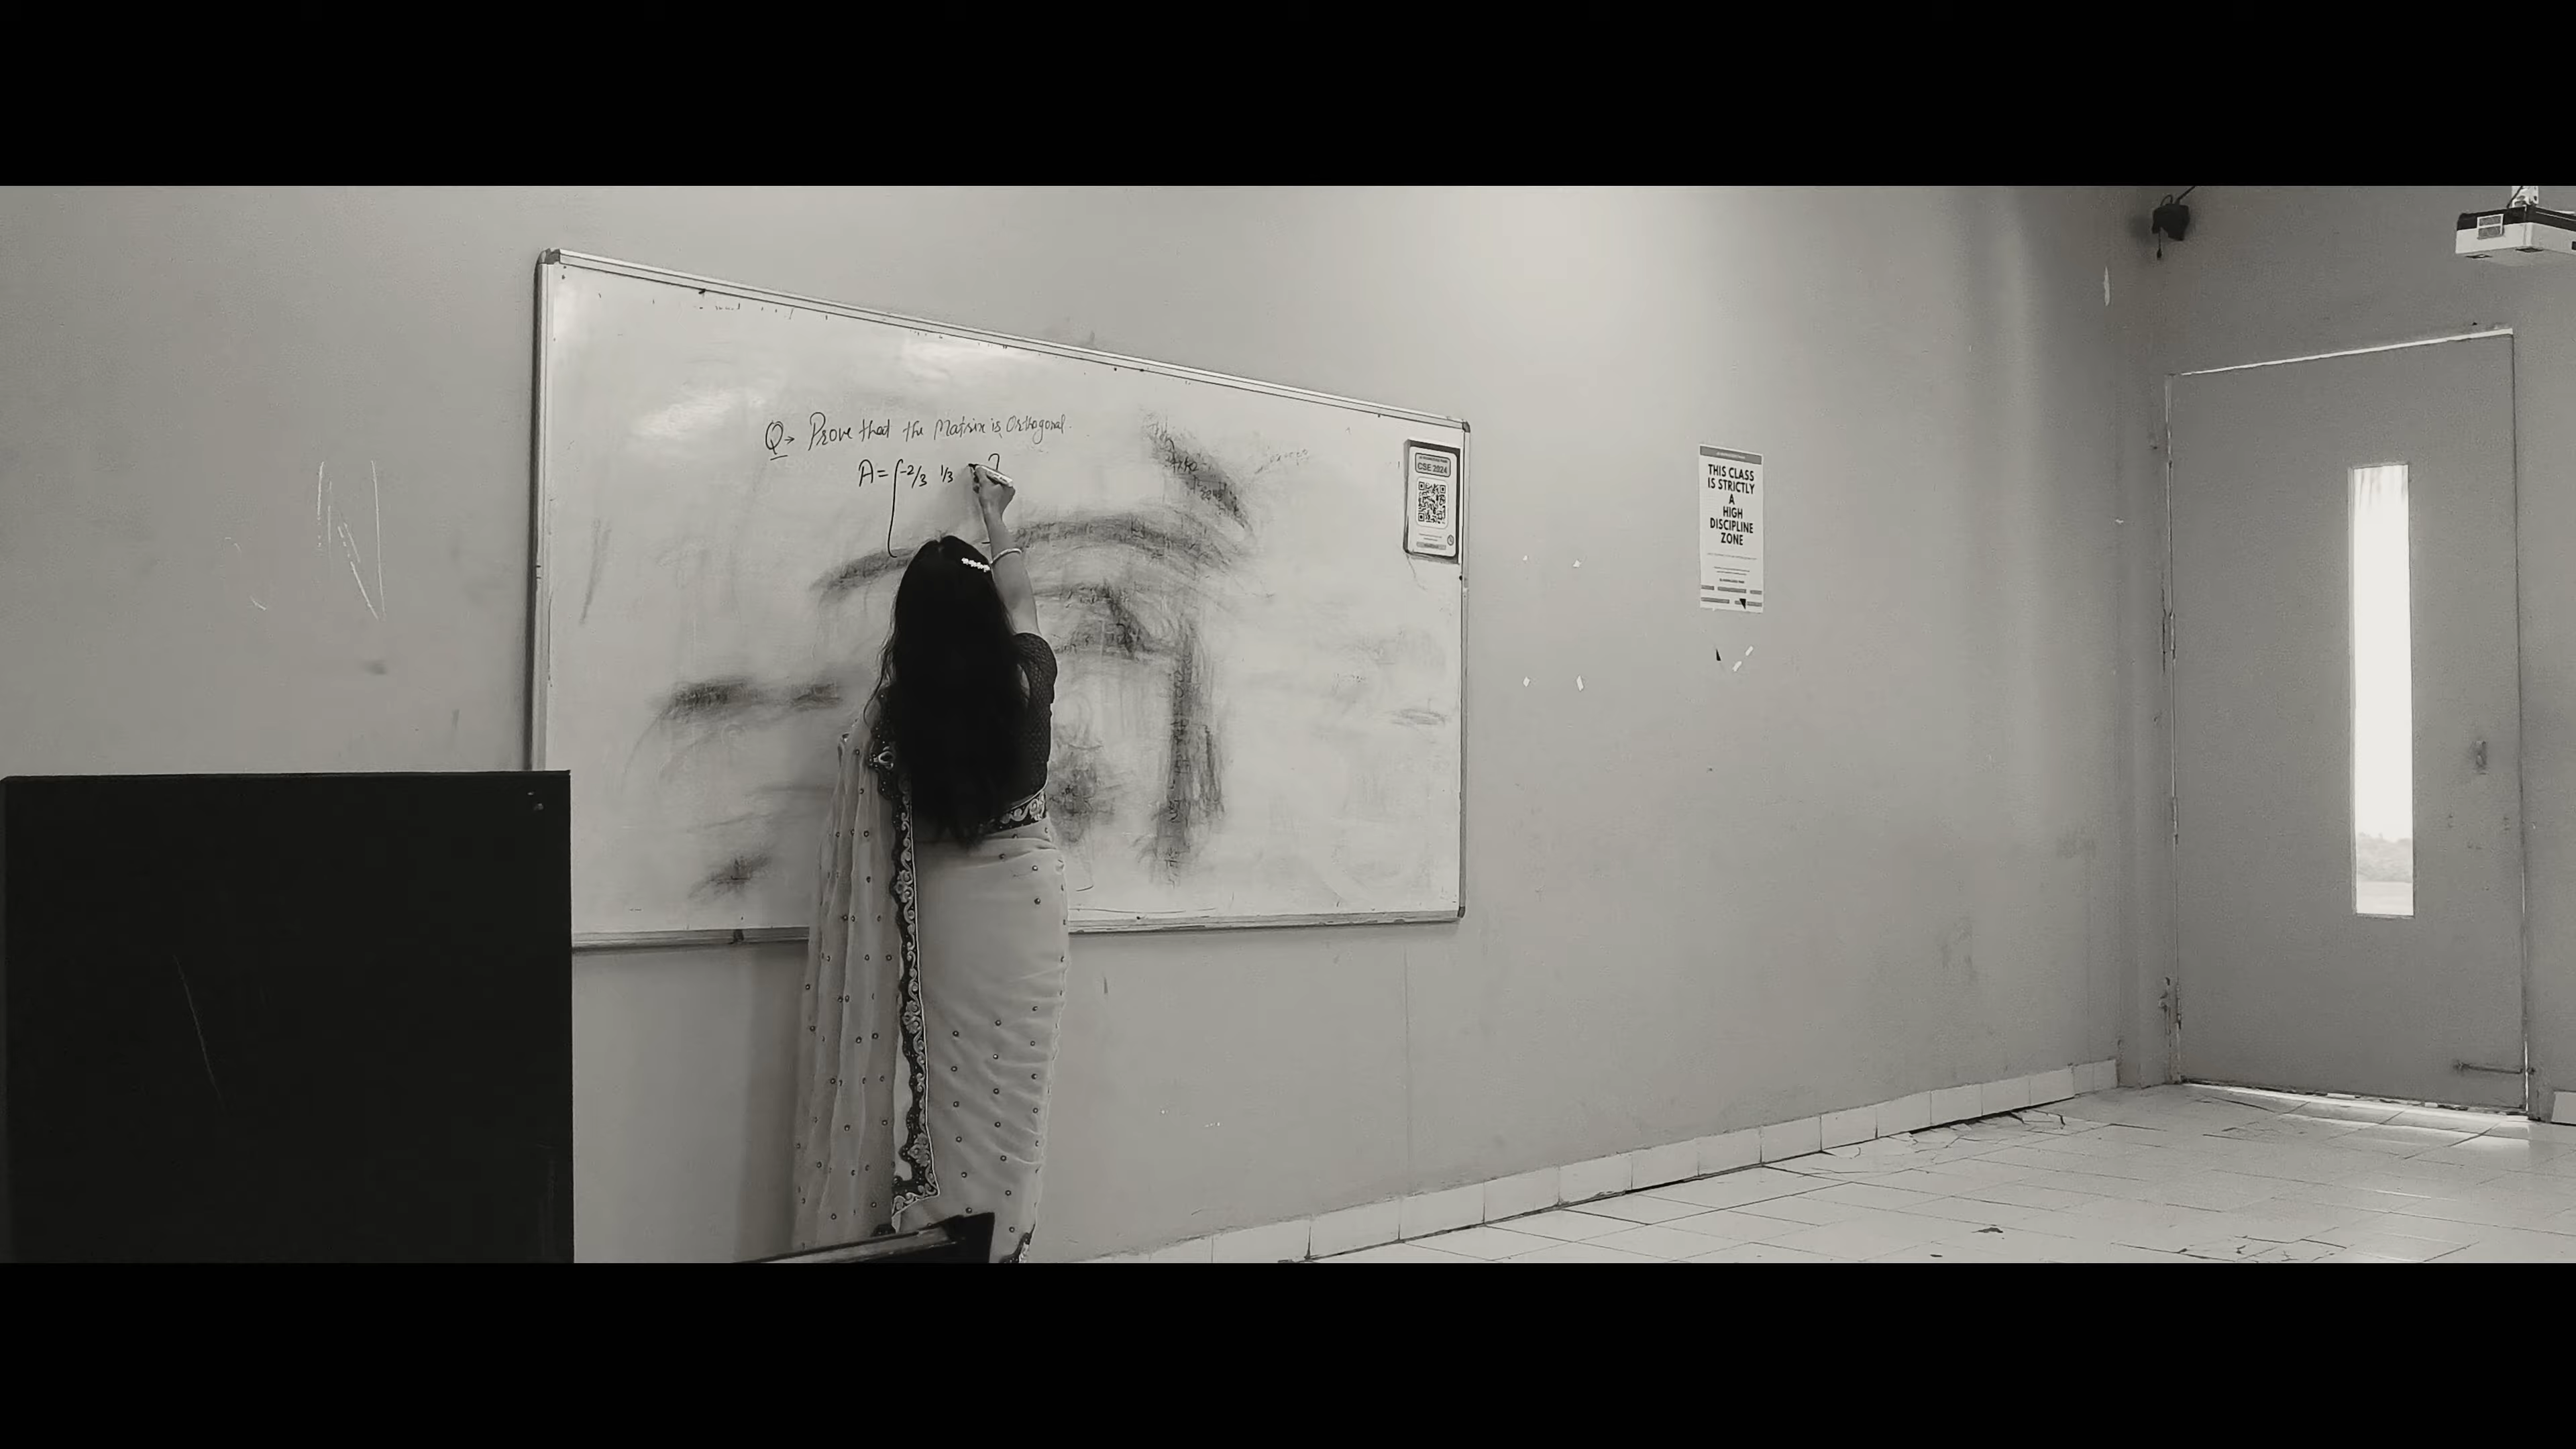 Q→ Prove that the Matrix is Orthogonal.
A = [ -2/3 1/3
CSE 2024
THIS CLASS
IS STRICTLY
A
HIGH
DISCIPLINE
ZONE